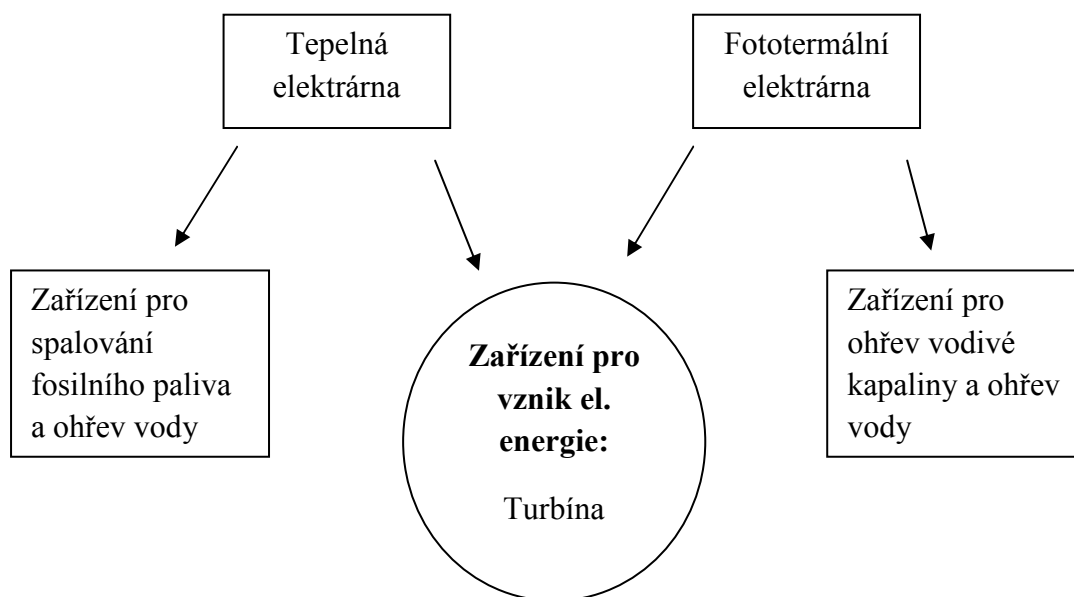 Tepelná
elektrárna
Fototermální
elektrárna
Zařízení pro
spalování
fosilního paliva
a ohřev vody
Zařízení pro
vznik el.
energie:
Turbína
Zařízení pro
ohřev vodivé
kapaliny a ohřev
vody